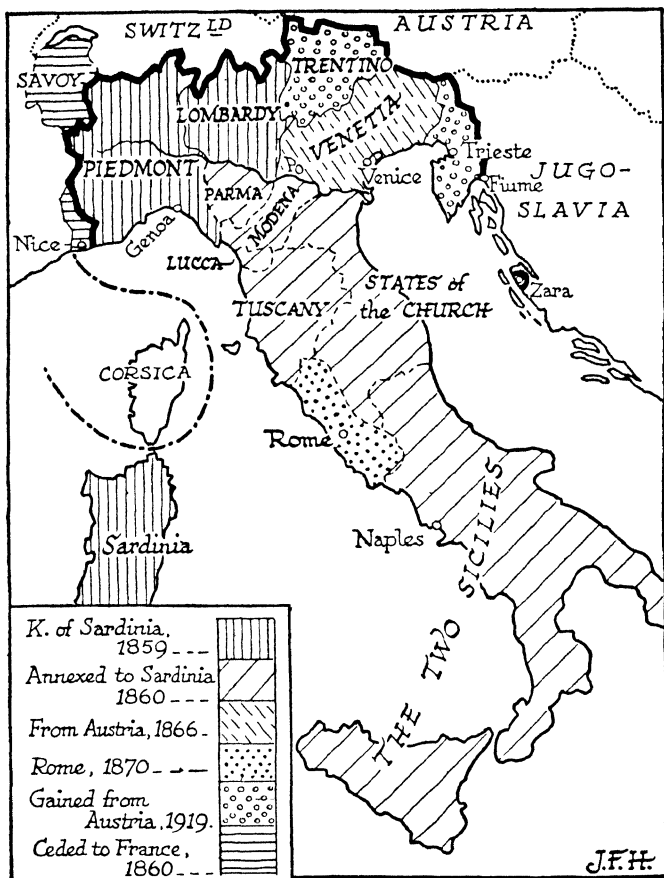 SWITZ LD
AUSTRIA
SAVOY
TRENTINO
LOMBARDY
VENETTA
PIEDMONT
Po
Venice
Trieste
Fiume
JUGO-
SLAVIA
PARMA
MODENA
Genoa
Nice
LUCCA
Zara
TUSCANY
STATES of
the CHURCH
CORSICA
Rome
Sardinia
Naples
THE TWO SICILIES
K. of Sardinia,
1859
Annexed to Sardinia
1860
From Austria, 1866
Rome, 1870
Gained from
Austria, 1919.
Ceded to France,
1860
J.F.H.